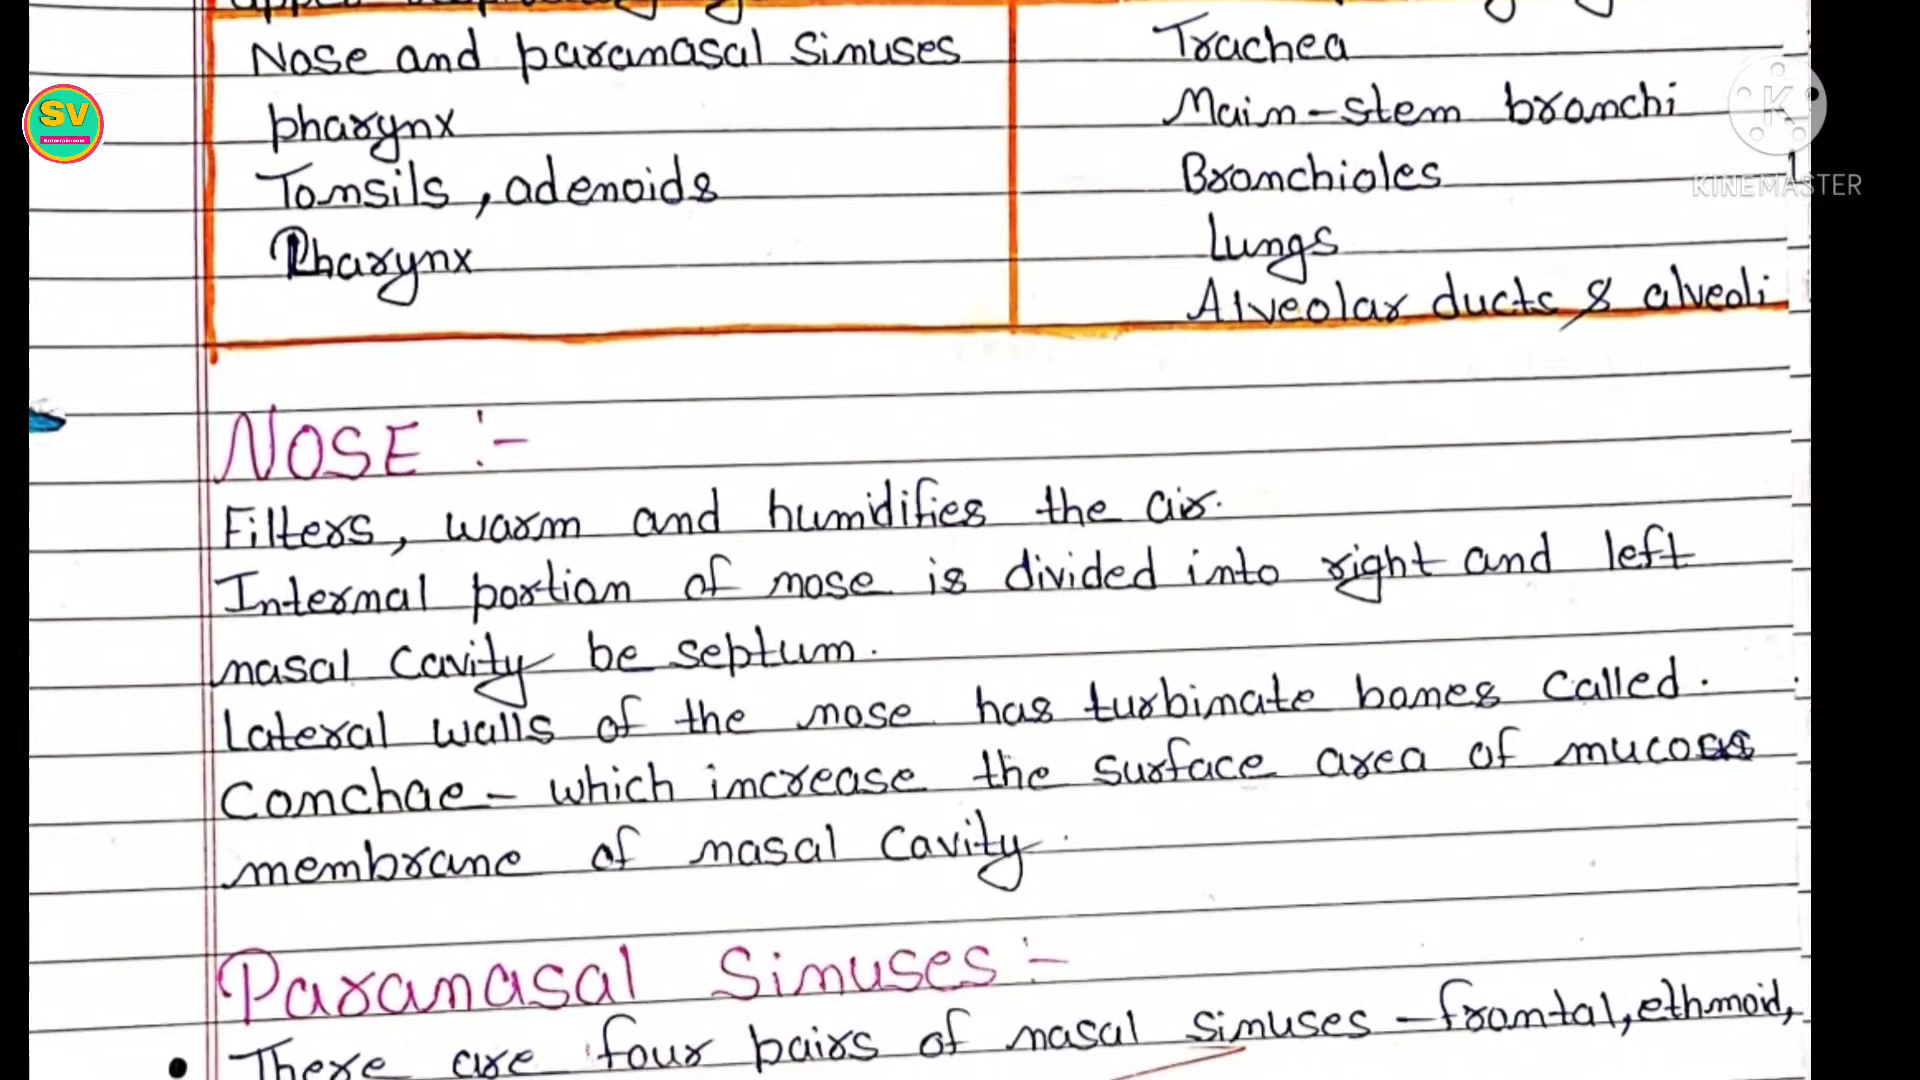 Nose and paranasal sinuses
pharynx
Tonsils, adenoids
Pharynx
Trachea
Main-stem bronchi
Bronchioles
Lungs
Alveolar ducts & alveoli
SV
Entertainment
KINEMASTER
NOSE :-
Filters, warm and humidifies the air.
Internal portion of nose is divided into right and left
nasal cavity be septum.
Lateral walls of the nose has turbinate bones called.
Conchae - which increase the surface area of mucous
membrane of nasal cavity.
Paranasal Sinuses :-
• There are four pairs of nasal sinuses - frontal, ethmoid,